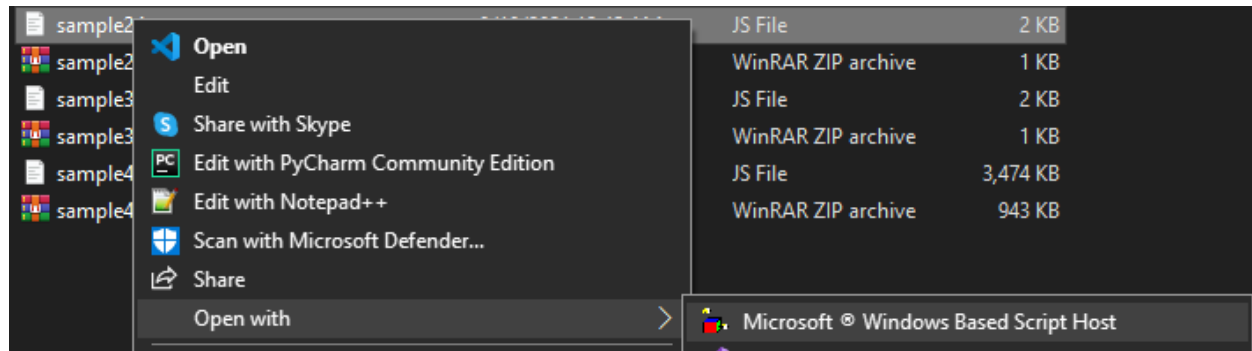 sample2 JS File 2 KB
Open
sample2 WinRAR ZIP archive 1 KB
Edit
sample3 JS File 2 KB
S Share with Skype
sample3 WinRAR ZIP archive 1 KB
PC Edit with PyCharm Community Edition
sample4 JS File 3,474 KB
Edit with Notepad++
sample4 WinRAR ZIP archive 943 KB
Scan with Microsoft Defender...
Share
Open with
Microsoft ® Windows Based Script Host